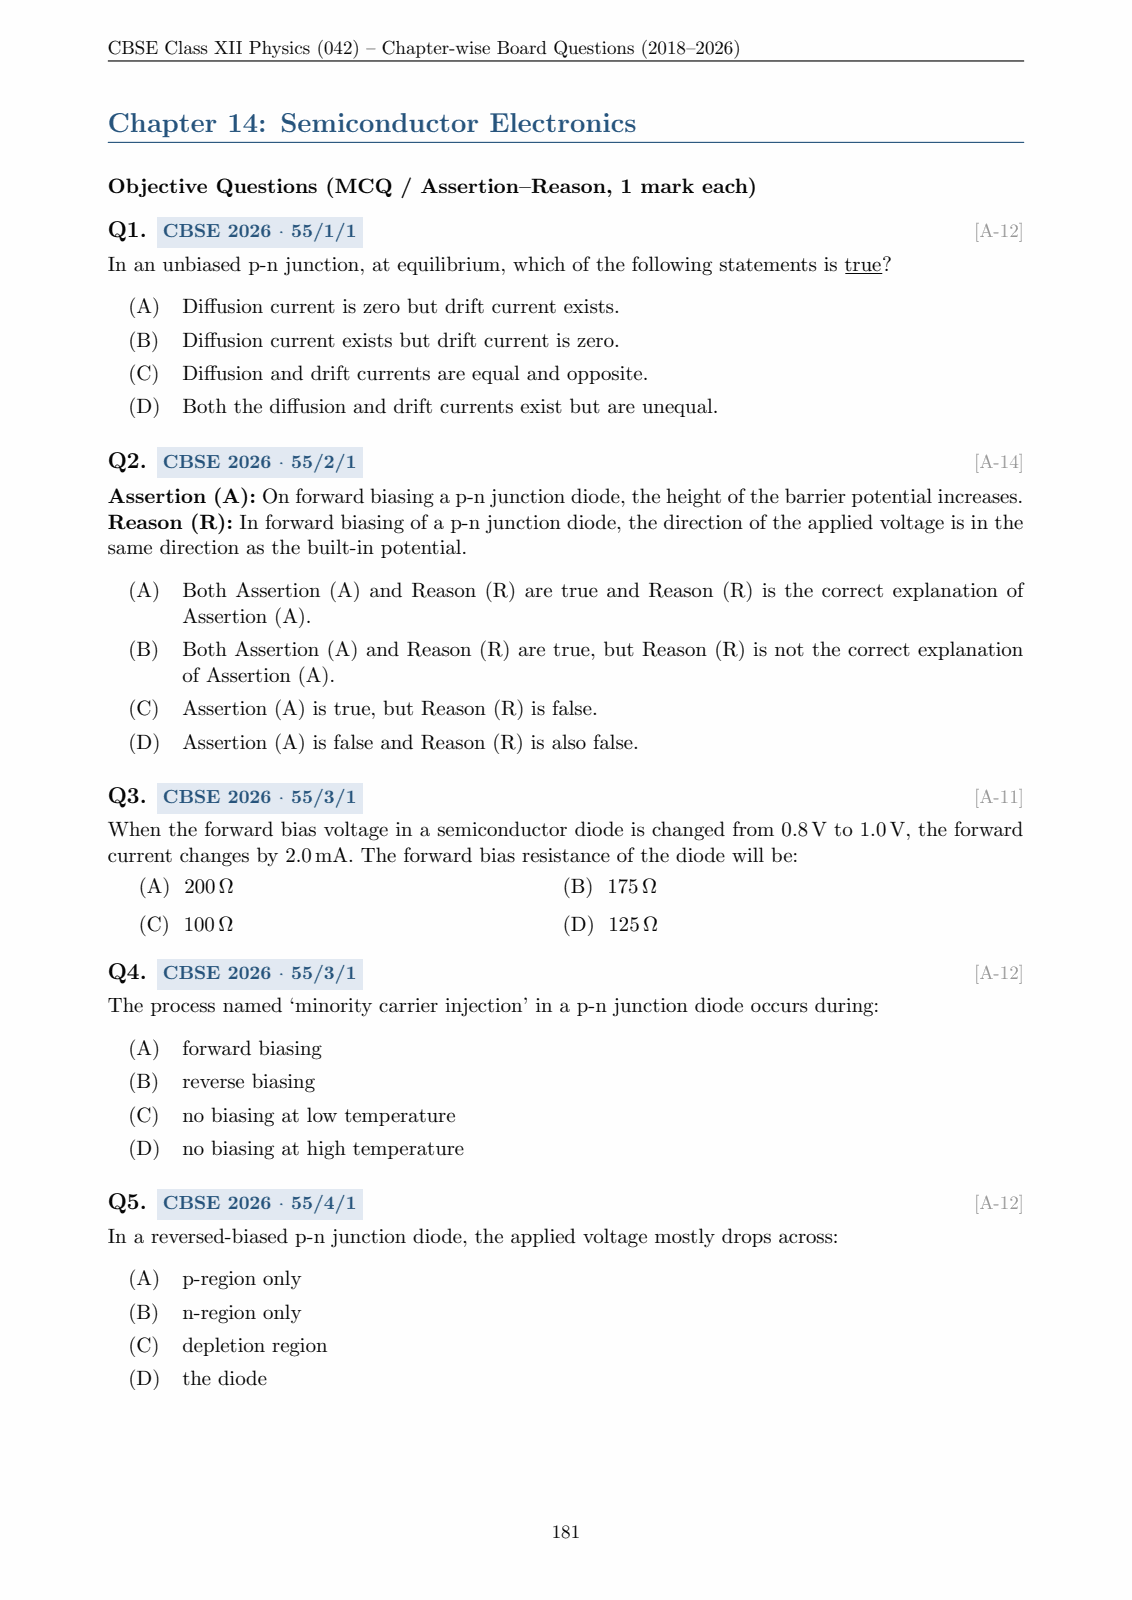 CBSE Class XII Physics (042) – Chapter-wise Board Questions (2018–2026)
Chapter 14: Semiconductor Electronics
Objective Questions (MCQ / Assertion–Reason, 1 mark each)
Q1. CBSE 2026 · 55/1/1 [A-12]
In an unbiased p-n junction, at equilibrium, which of the following statements is true?
(A) Diffusion current is zero but drift current exists.
(B) Diffusion current exists but drift current is zero.
(C) Diffusion and drift currents are equal and opposite.
(D) Both the diffusion and drift currents exist but are unequal.
Q2. CBSE 2026 · 55/2/1 [A-14]
Assertion (A): On forward biasing a p-n junction diode, the height of the barrier potential increases.
Reason (R): In forward biasing of a p-n junction diode, the direction of the applied voltage is in the
same direction as the built-in potential.
(A) Both Assertion (A) and Reason (R) are true and Reason (R) is the correct explanation of
Assertion (A).
(B) Both Assertion (A) and Reason (R) are true, but Reason (R) is not the correct explanation
of Assertion (A).
(C) Assertion (A) is true, but Reason (R) is false.
(D) Assertion (A) is false and Reason (R) is also false.
Q3. CBSE 2026 · 55/3/1 [A-11]
When the forward bias voltage in a semiconductor diode is changed from 0.8 V to 1.0 V, the forward
current changes by 2.0 mA. The forward bias resistance of the diode will be:
(A) 200 Ω (B) 175 Ω
(C) 100 Ω (D) 125 Ω
Q4. CBSE 2026 · 55/3/1 [A-12]
The process named ‘minority carrier injection’ in a p-n junction diode occurs during:
(A) forward biasing
(B) reverse biasing
(C) no biasing at low temperature
(D) no biasing at high temperature
Q5. CBSE 2026 · 55/4/1 [A-12]
In a reversed-biased p-n junction diode, the applied voltage mostly drops across:
(A) p-region only
(B) n-region only
(C) depletion region
(D) the diode
181